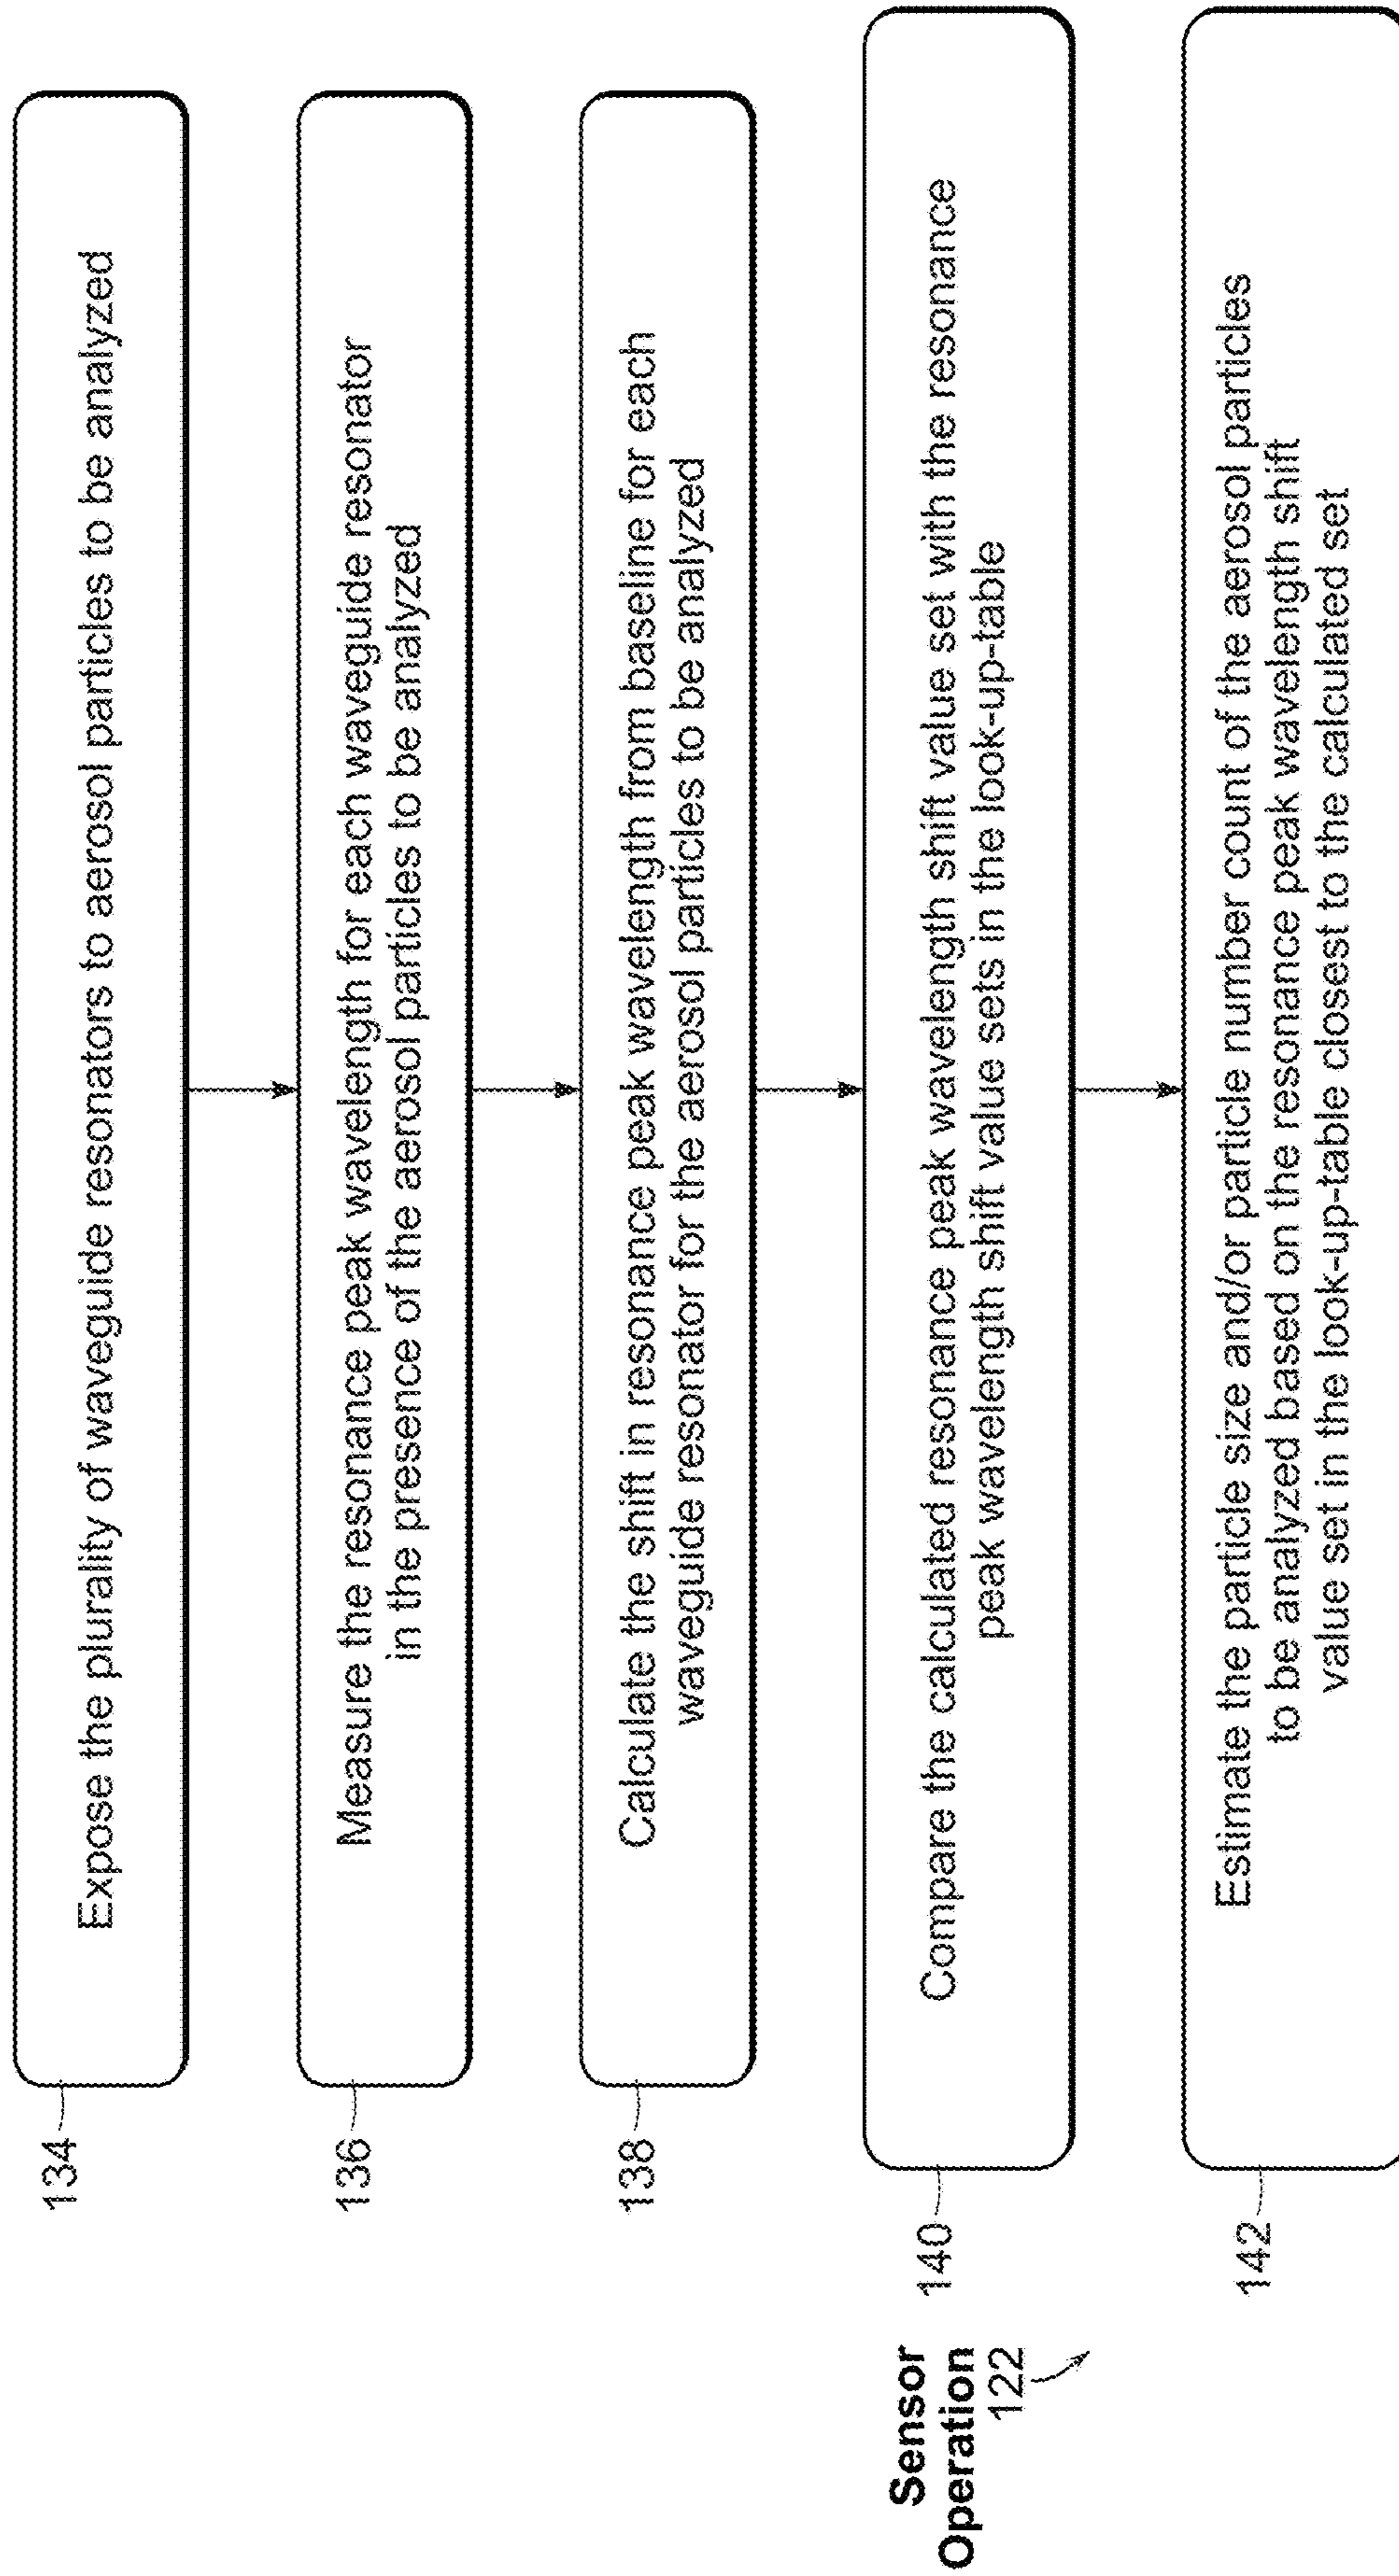 134
Expose the plurality of waveguide resonators to aerosol particles to be analyzed
136
Measure the resonance peak wavelength for each waveguide resonator
in the presence of the aerosol particles to be analyzed
138
Calculate the shift in resonance peak wavelength from baseline for each
waveguide resonator for the aerosol particles to be analyzed
Sensor
Operation
122
140
Compare the calculated resonance peak wavelength shift value set with the resonance
peak wavelength shift value sets in the look-up-table
142
Estimate the particle size and/or particle number count of the aerosol particles
to be analyzed based on the resonance peak wavelength shift
value set in the look-up-table closest to the calculated set